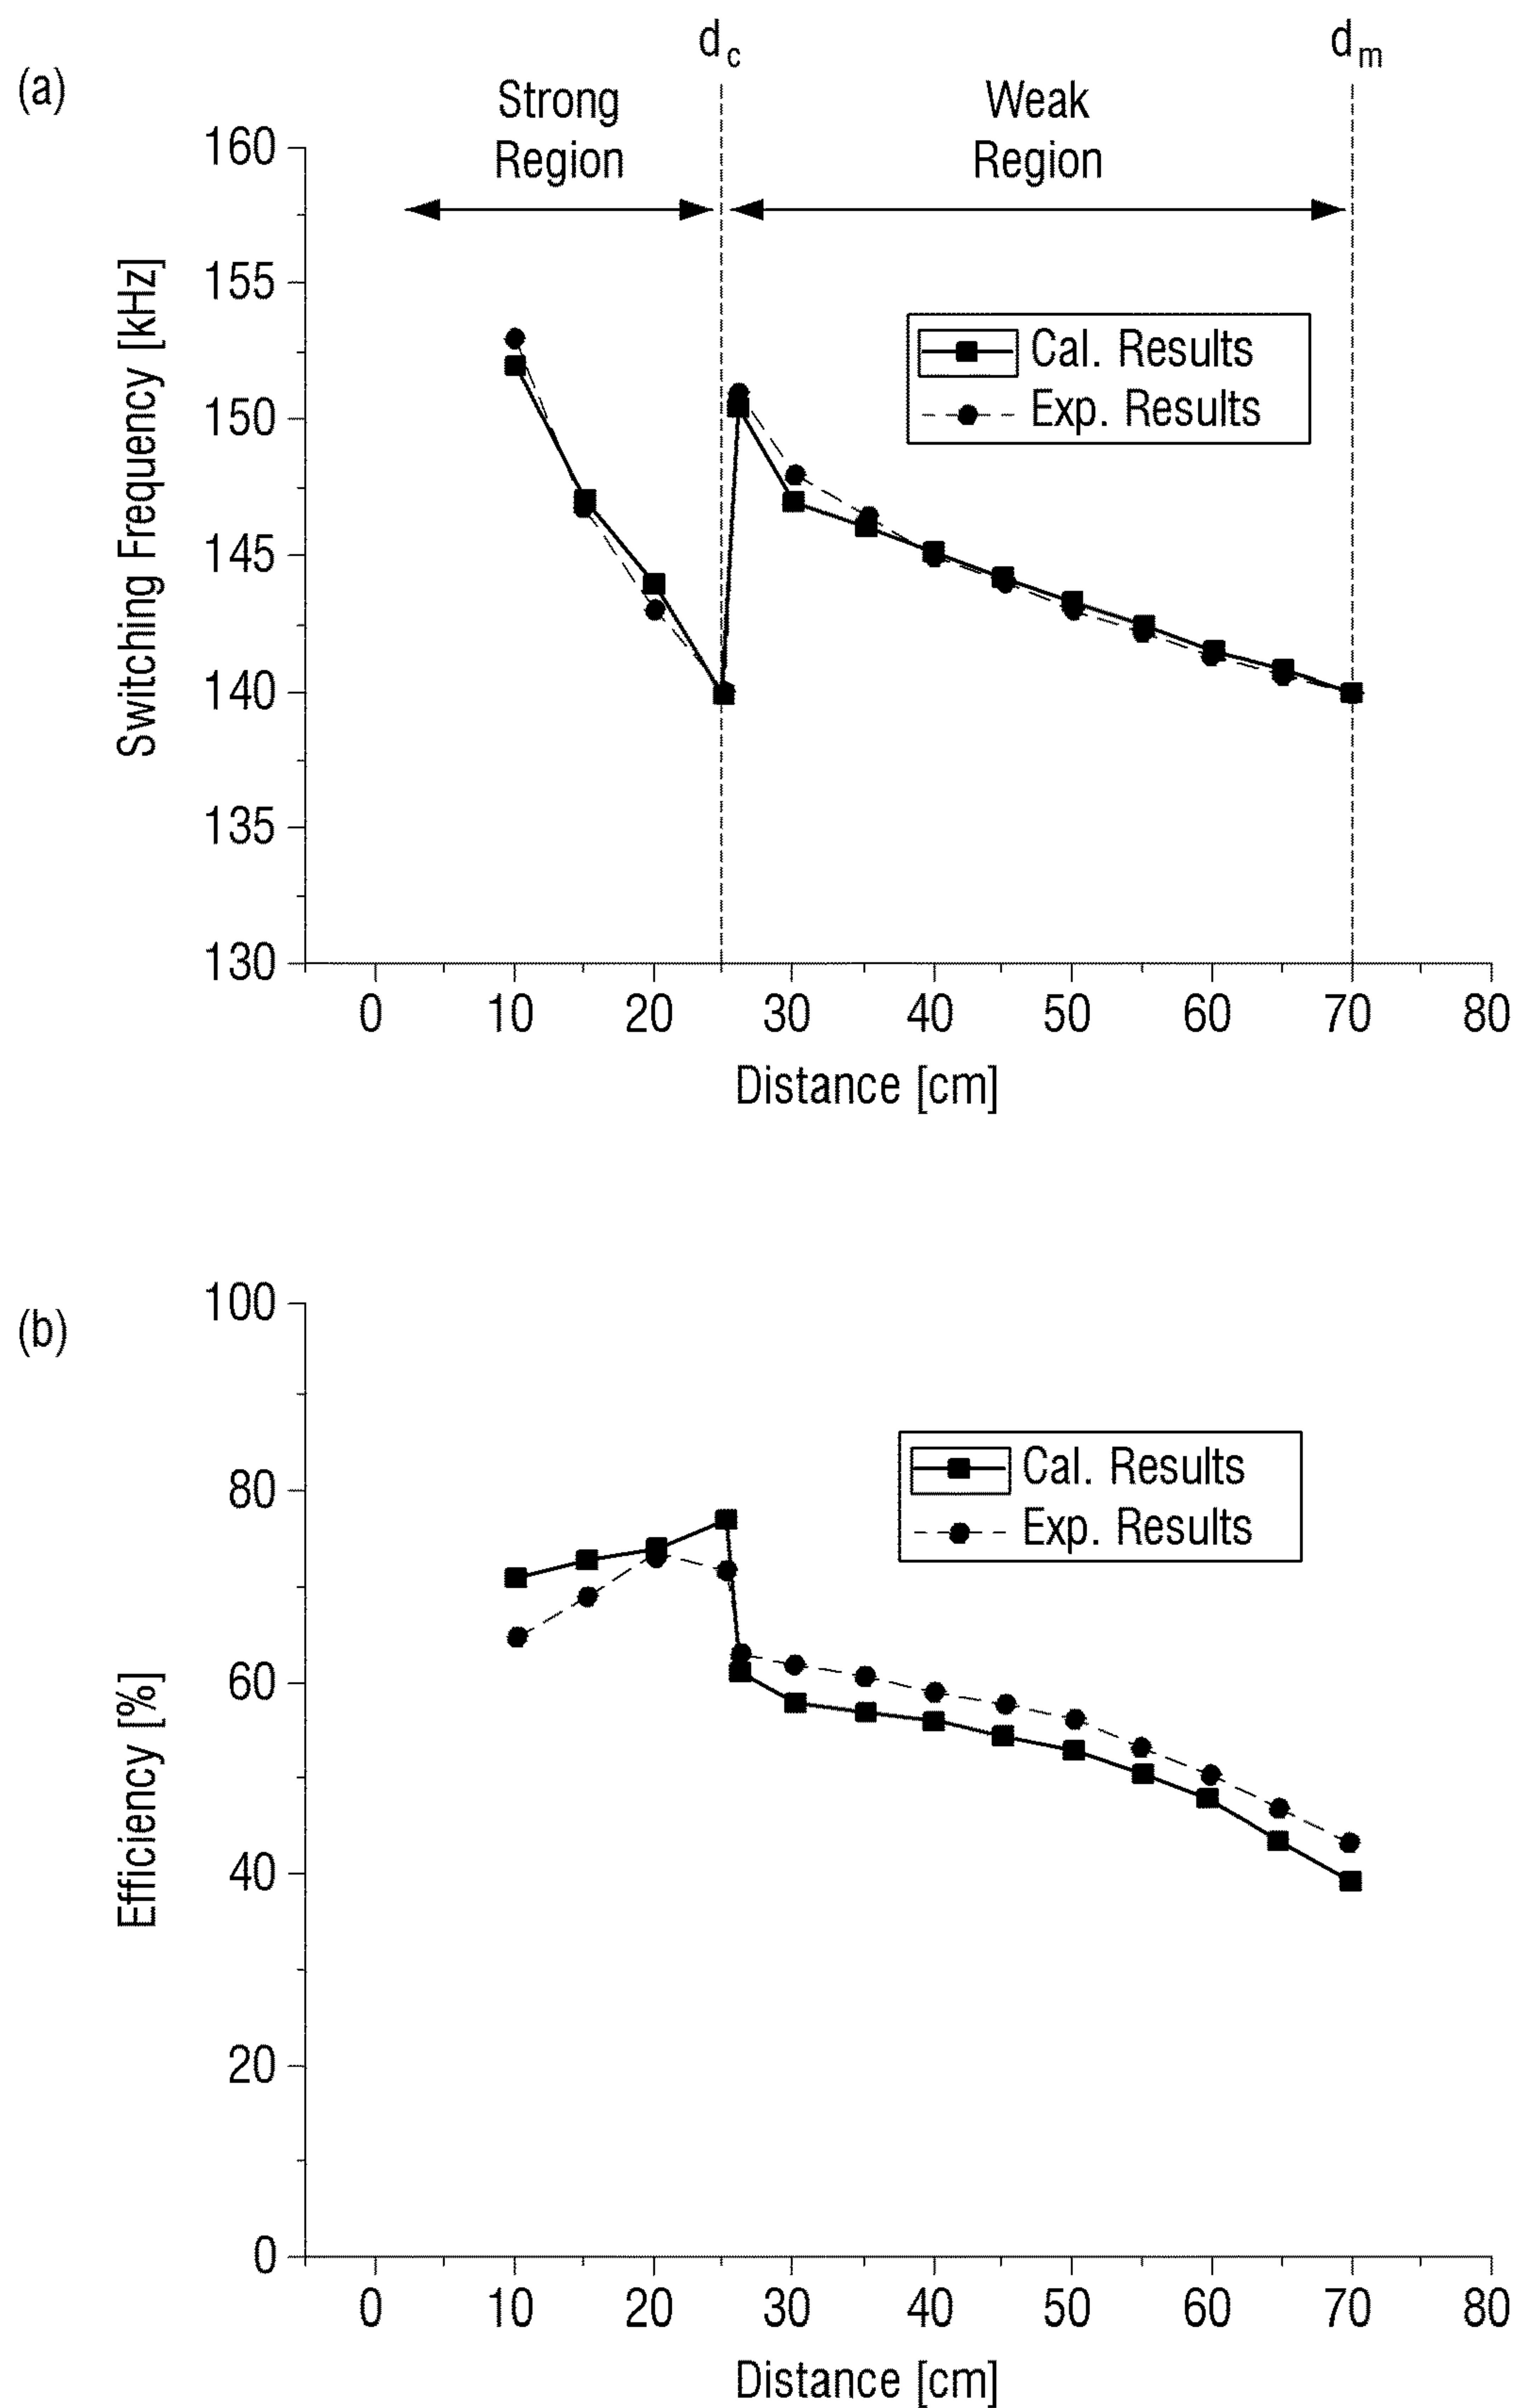 (a)
d c
d m
Strong
Region
Weak
Region
160
155
150
145
140
135
130
Switching Frequency [kHz]
Cal. Results
Exp. Results
0 10 20 30 40 50 60 70 80
Distance [cm]
(b)
100
80
60
40
20
0
Efficiency [%]
Cal. Results
Exp. Results
0 10 20 30 40 50 60 70 80
Distance [cm]